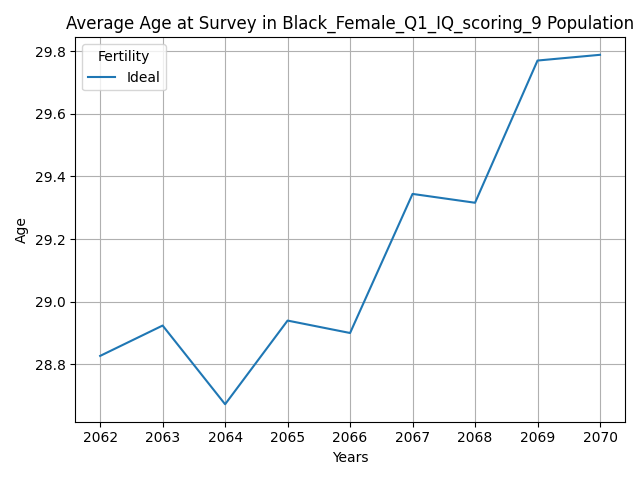 Average Age at Survey in Black_Female_Q1_IQ_scoring_9 Population
Fertility
Ideal
29.8
29.6
29.4
29.2
29.0
28.8
Age
2062 2063 2064 2065 2066 2067 2068 2069 2070
Years